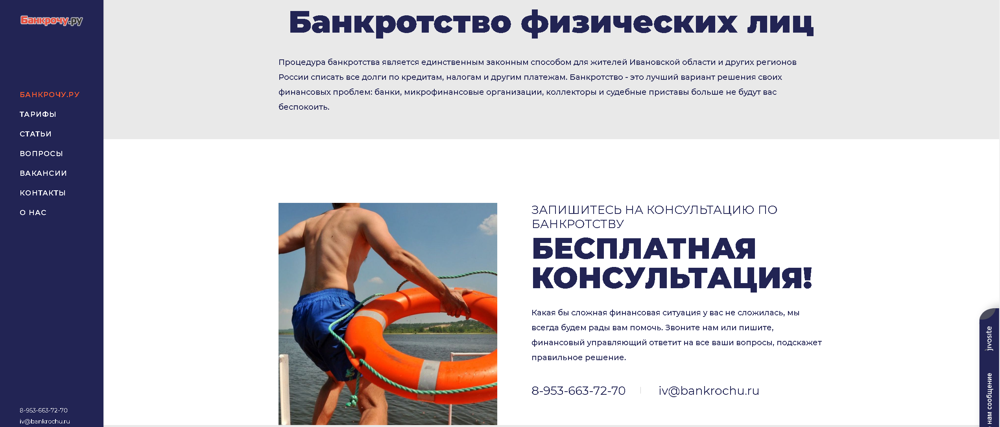 Банкрочу.ру
БАНКРОЧУ.РУ
ТАРИФЫ
СТАТЬИ
ВОПРОСЫ
ВАКАНСИИ
КОНТАКТЫ
О НАС
8-953-663-72-70
iv@bankrochu.ru
Банкротство физических лиц
Процедура банкротства является единственным законным способом для жителей Ивановской области и других регионов
России списать все долги по кредитам, налогам и другим платежам. Банкротство - это лучший вариант решения своих
финансовых проблем: банки, микрофинансовые организации, коллекторы и судебные приставы больше не будут вас
беспокоить.
ЗАПИШИТЕСЬ НА КОНСУЛЬТАЦИЮ ПО
БАНКРОТСТВУ
БЕСПЛАТНАЯ
КОНСУЛЬТАЦИЯ!
Какая бы сложная финансовая ситуация у вас не сложилась, мы
всегда будем рады вам помочь. Звоните нам или пишите,
финансовый управляющий ответит на все ваши вопросы, подскажет
правильное решение.
8-953-663-72-70
iv@bankrochu.ru
jivosite
нам сообщение